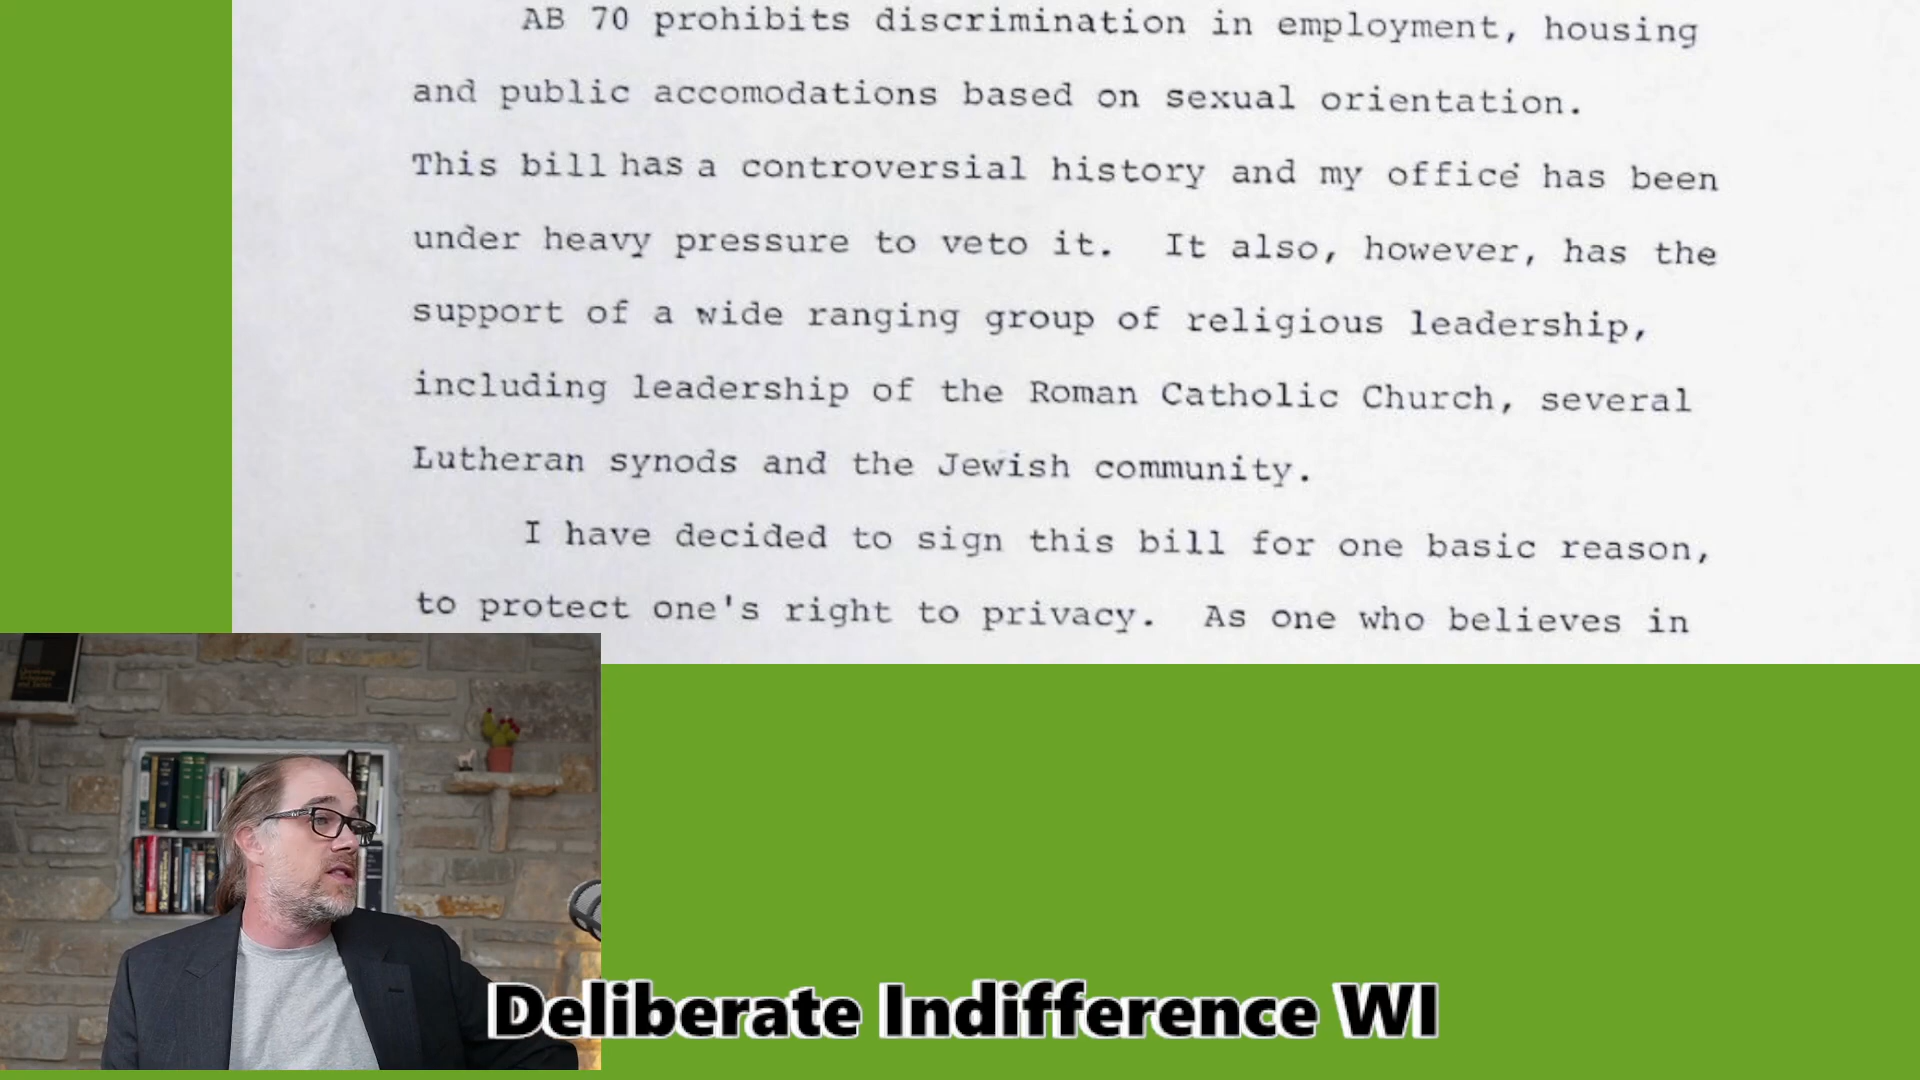 AB 70 prohibits discrimination in employment, housing
and public accomodations based on sexual orientation.
This bill has a controversial history and my office has been
under heavy pressure to veto it. It also, however, has the
support of a wide ranging group of religious leadership,
including leadership of the Roman Catholic Church, several
Lutheran synods and the Jewish community.
I have decided to sign this bill for one basic reason,
to protect one's right to privacy. As one who believes in
Deliberate Indifference WI